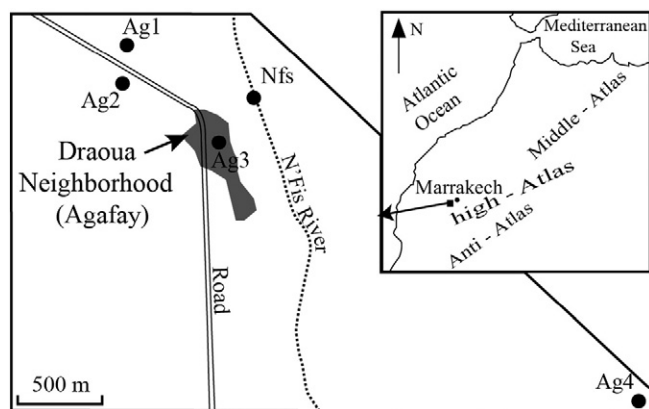 Ag1
Ag2
Nfs
Draoua
Neighborhood
(Agafay)
Ag3
N'Fis River
Road
500 m
N
Mediterranean
Sea
Atlantic
Ocean
Middle - Atlas
Marrakech
high - Atlas
Anti - Atlas
Ag4